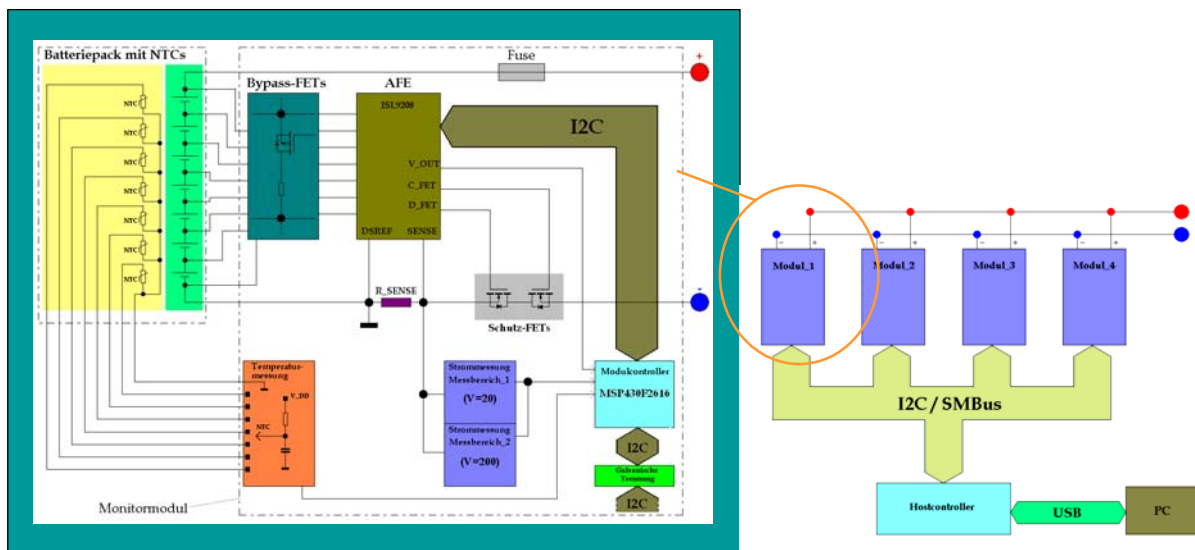 Batteriepack mit NTCs
Fuse
+
Bypass-FETs
AFE
ISL9208
NTC
NTC
NTC
NTC
NTC
NTC
NTC
I2C
V_OUT
C_FET
D_FET
DSREF
SENSE
R_SENSE
-
Schutz-FETs
Temperatur-
messung
V_DD
NTC
Strommessung
Messbereich_1
(V=20)
Strommessung
Messbereich_2
(V=200)
Modulcontroller
MSP430F2616
I2C
Galvanische
Trennung
I2C
Monitormodul
− +
Modul_1
− +
Modul_2
− +
Modul_3
− +
Modul_4
I2C / SMBus
Hostcontroller
USB
PC